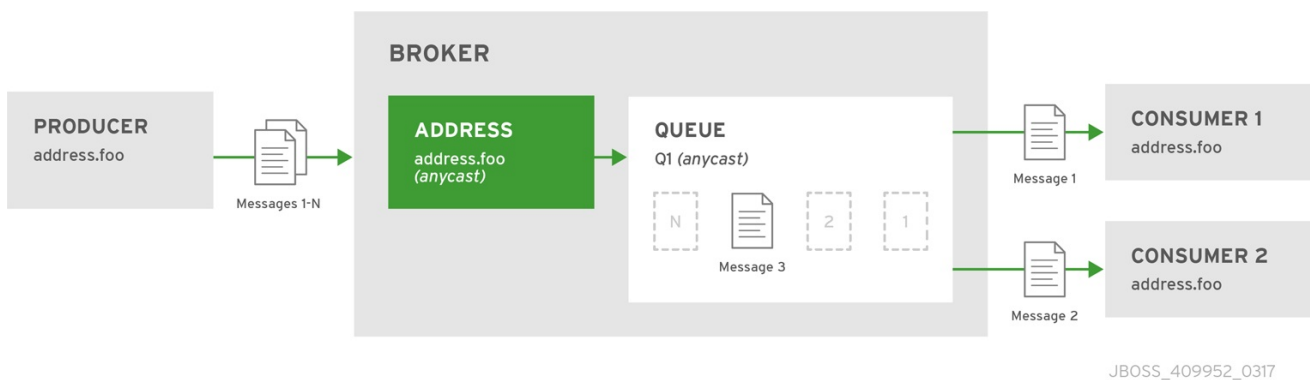 BROKER
PRODUCER
address.foo
Messages 1-N
ADDRESS
address.foo
(anycast)
QUEUE
Q1 (anycast)
N
2
1
Message 3
Message 1
CONSUMER 1
address.foo
Message 2
CONSUMER 2
address.foo
JBOSS_409952_0317